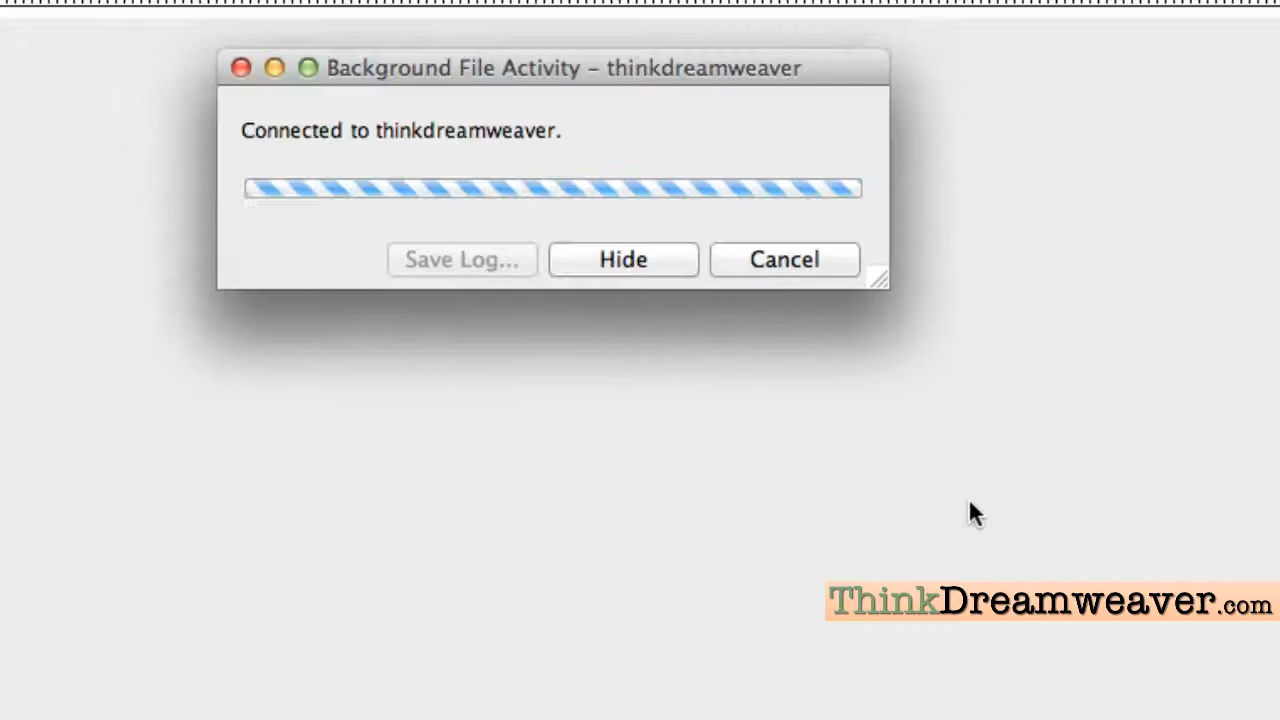 Background File Activity – thinkdreamweaver
Connected to thinkdreamweaver.
Save Log... Hide Cancel
ThinkDreamweaver.com